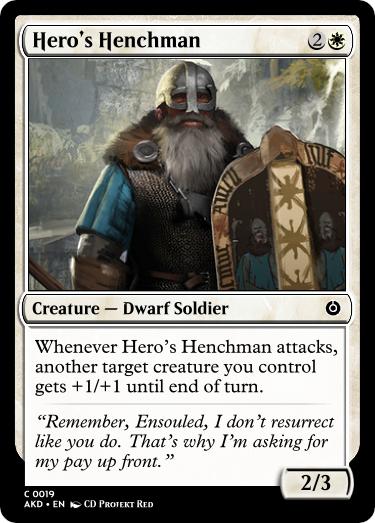 Hero's Henchman 2
Creature — Dwarf Soldier
Whenever Hero's Henchman attacks,
another target creature you control
gets +1/+1 until end of turn.
"Remember, Ensouled, I don't resurrect
like you do. That's why I'm asking for
my pay up front."
2/3
C 0019
AKD • EN CD Projekt Red